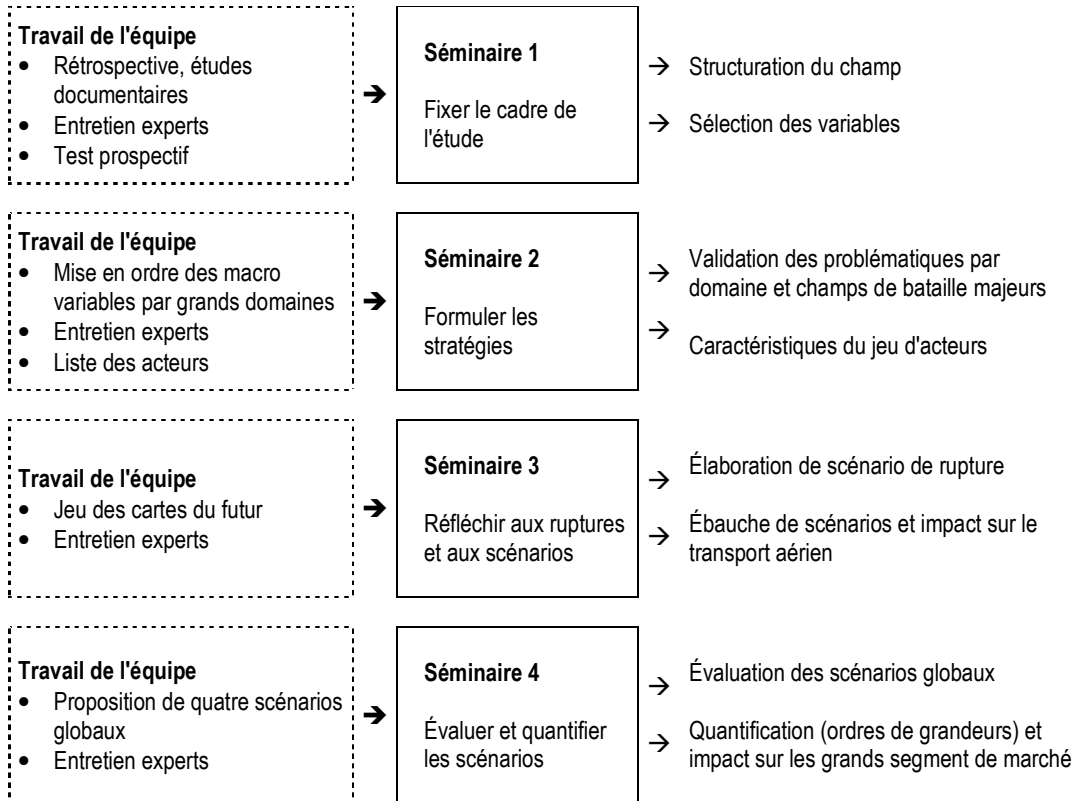 Travail de l'équipe
• Rétrospective, études
documentaires
• Entretien experts
• Test prospectif
➔
Séminaire 1
Fixer le cadre de
l'étude
→ Structuration du champ
→ Sélection des variables
Travail de l'équipe
• Mise en ordre des macro
variables par grands domaines
• Entretien experts
• Liste des acteurs
➔
Séminaire 2
Formuler les
stratégies
→ Validation des problématiques par
domaine et champs de bataille majeurs
→ Caractéristiques du jeu d'acteurs
Travail de l'équipe
• Jeu des cartes du futur
• Entretien experts
➔
Séminaire 3
Réfléchir aux ruptures
et aux scénarios
→ Élaboration de scénario de rupture
→ Ébauche de scénarios et impact sur le
transport aérien
Travail de l'équipe
• Proposition de quatre scénarios
globaux
• Entretien experts
➔
Séminaire 4
Évaluer et quantifier
les scénarios
→ Évaluation des scénarios globaux
→ Quantification (ordres de grandeurs) et
impact sur les grands segment de marché